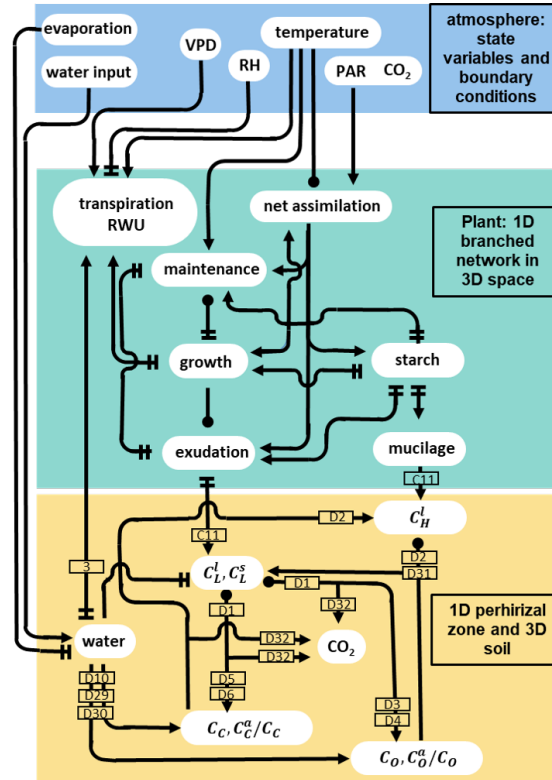 evaporation
VPD
temperature
atmosphere:
state
variables and
boundary
conditions
water input
RH
PAR CO₂
transpiration
RWU
net assimilation
Plant: 1D
branched
network in
3D space
maintenance
growth
starch
exudation
mucilage
C11
D2
C_H^l
C11
D2
3
D31
C_L^l, C_L^s
D1
D1
D32
1D perhirizal
zone and 3D
soil
water
D32
CO₂
D32
D10
D5
D29
D6
D30
D3
D4
C_C, C_C^a/C_C
C_O, C_O^a/C_O